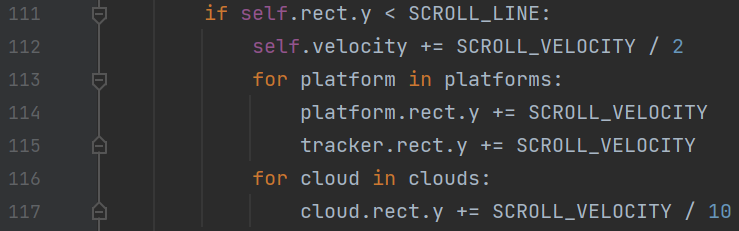 111 if self.rect.y < SCROLL_LINE:
112 self.velocity += SCROLL_VELOCITY / 2
113 for platform in platforms:
114 platform.rect.y += SCROLL_VELOCITY
115 tracker.rect.y += SCROLL_VELOCITY
116 for cloud in clouds:
117 cloud.rect.y += SCROLL_VELOCITY / 10